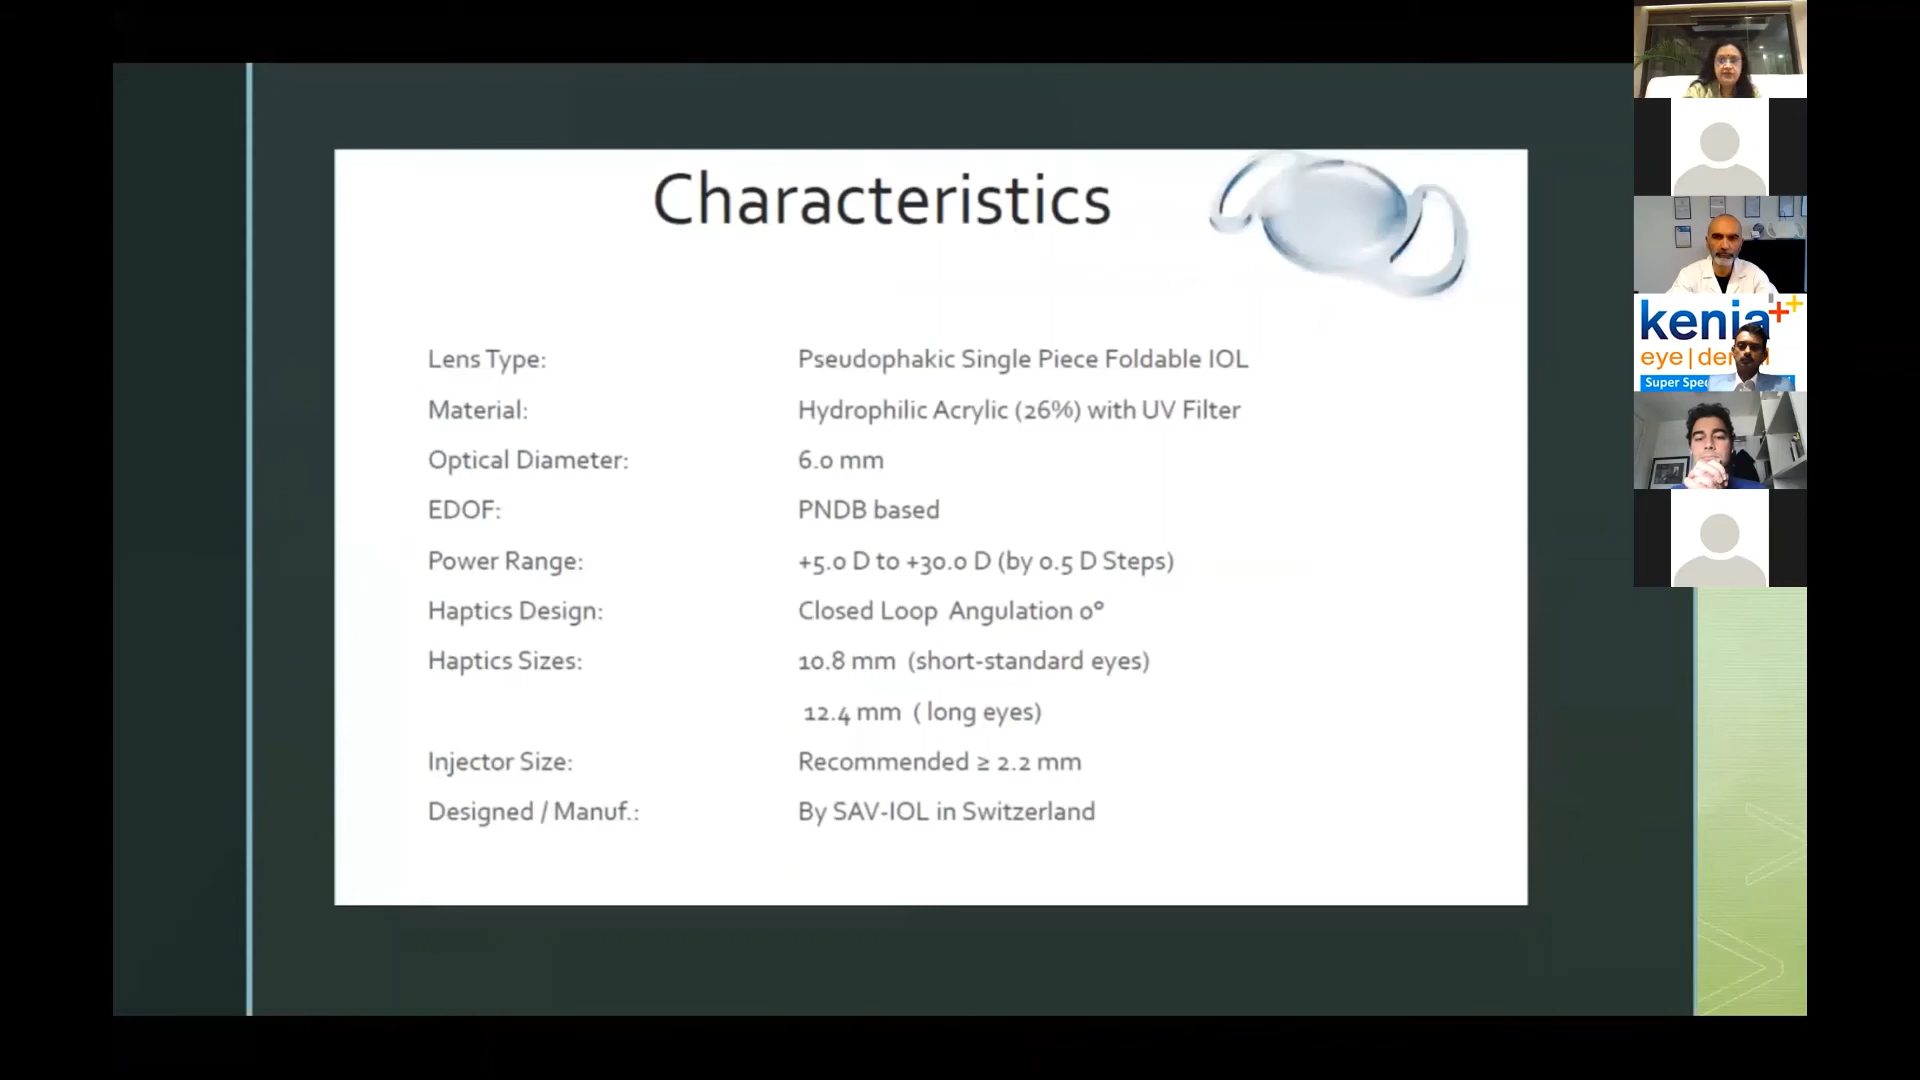 Characteristics
Lens Type: Pseudophakic Single Piece Foldable IOL
Material: Hydrophilic Acrylic (26%) with UV Filter
Optical Diameter: 6.0 mm
EDOF: PNDB based
Power Range: +5.0 D to +30.0 D (by 0.5 D Steps)
Haptics Design: Closed Loop Angulation 0°
Haptics Sizes: 10.8 mm (short-standard eyes)
12.4 mm ( long eyes)
Injector Size: Recommended ≥ 2.2 mm
Designed / Manuf.: By SAV-IOL in Switzerland
kenia
eye |
Super